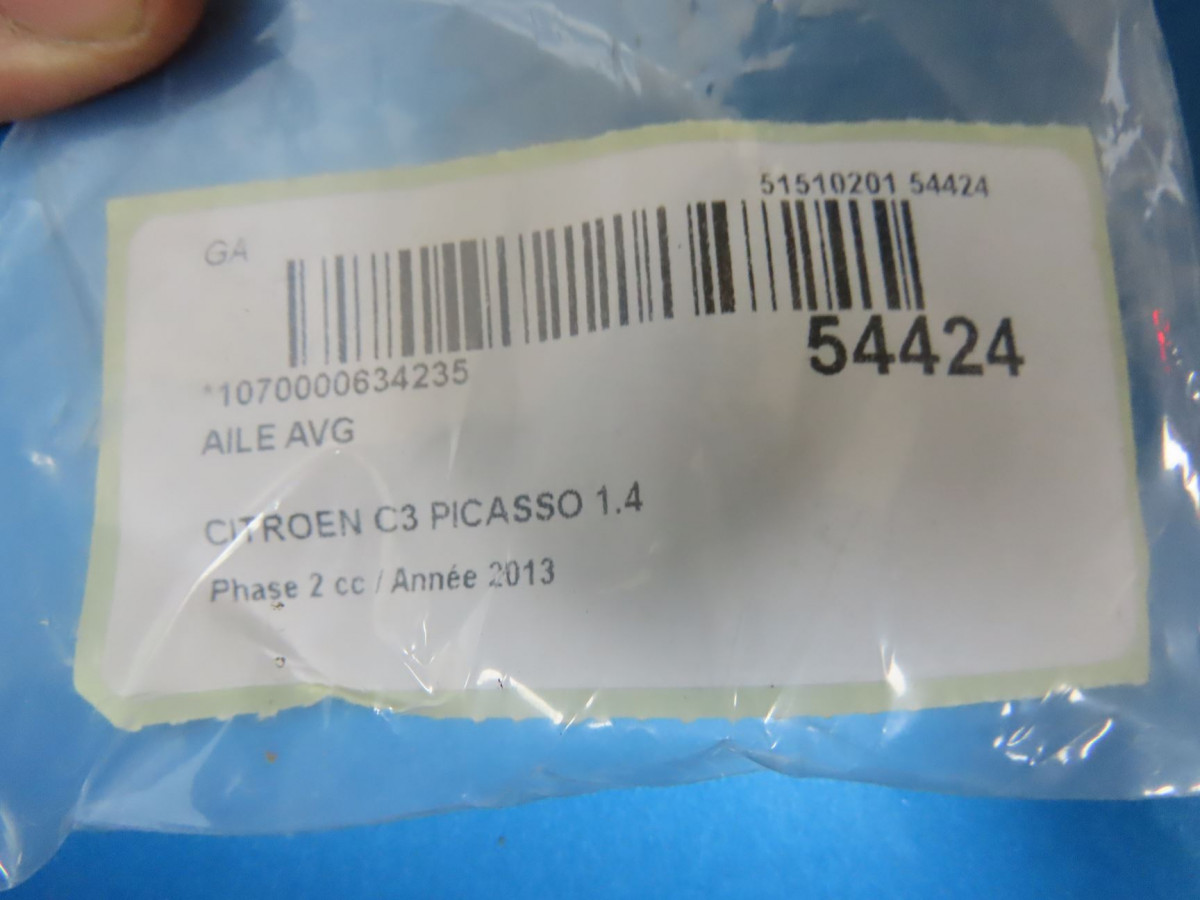 51510201 54424
GA
54424
*1070000634235
AILE AVG
CITROEN C3 PICASSO 1.4
Phase 2 cc / Année 2013